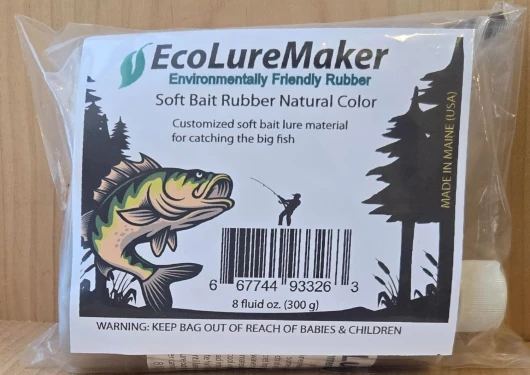 EcoLureMaker
Environmentally Friendly Rubber
Soft Bait Rubber Natural Color
Customized soft bait lure material
for catching the big fish
MADE IN MAINE (USA)
6 67744 93326 3
8 fluid oz. (300 g)
WARNING: KEEP BAG OUT OF REACH OF BABIES & CHILDREN